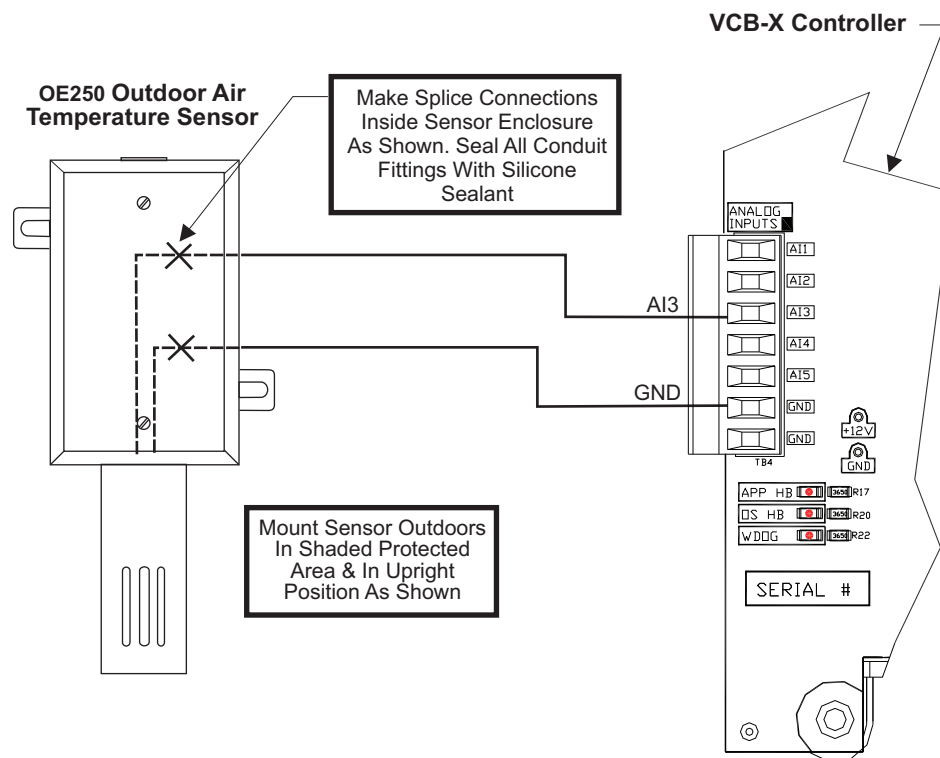 VCB-X Controller
OE250 Outdoor Air
Temperature Sensor
Make Splice Connections
Inside Sensor Enclosure
As Shown. Seal All Conduit
Fittings With Silicone
Sealant
ANALOG
INPUTS
AI1
AI2
AI3
AI3
AI4
AI5
GND
GND
GND
TB4
+12V
GND
APP HB
3650
R17
OS HB
3650
R20
WDOG
3650
R22
Mount Sensor Outdoors
In Shaded Protected
Area & In Upright
Position As Shown
SERIAL #